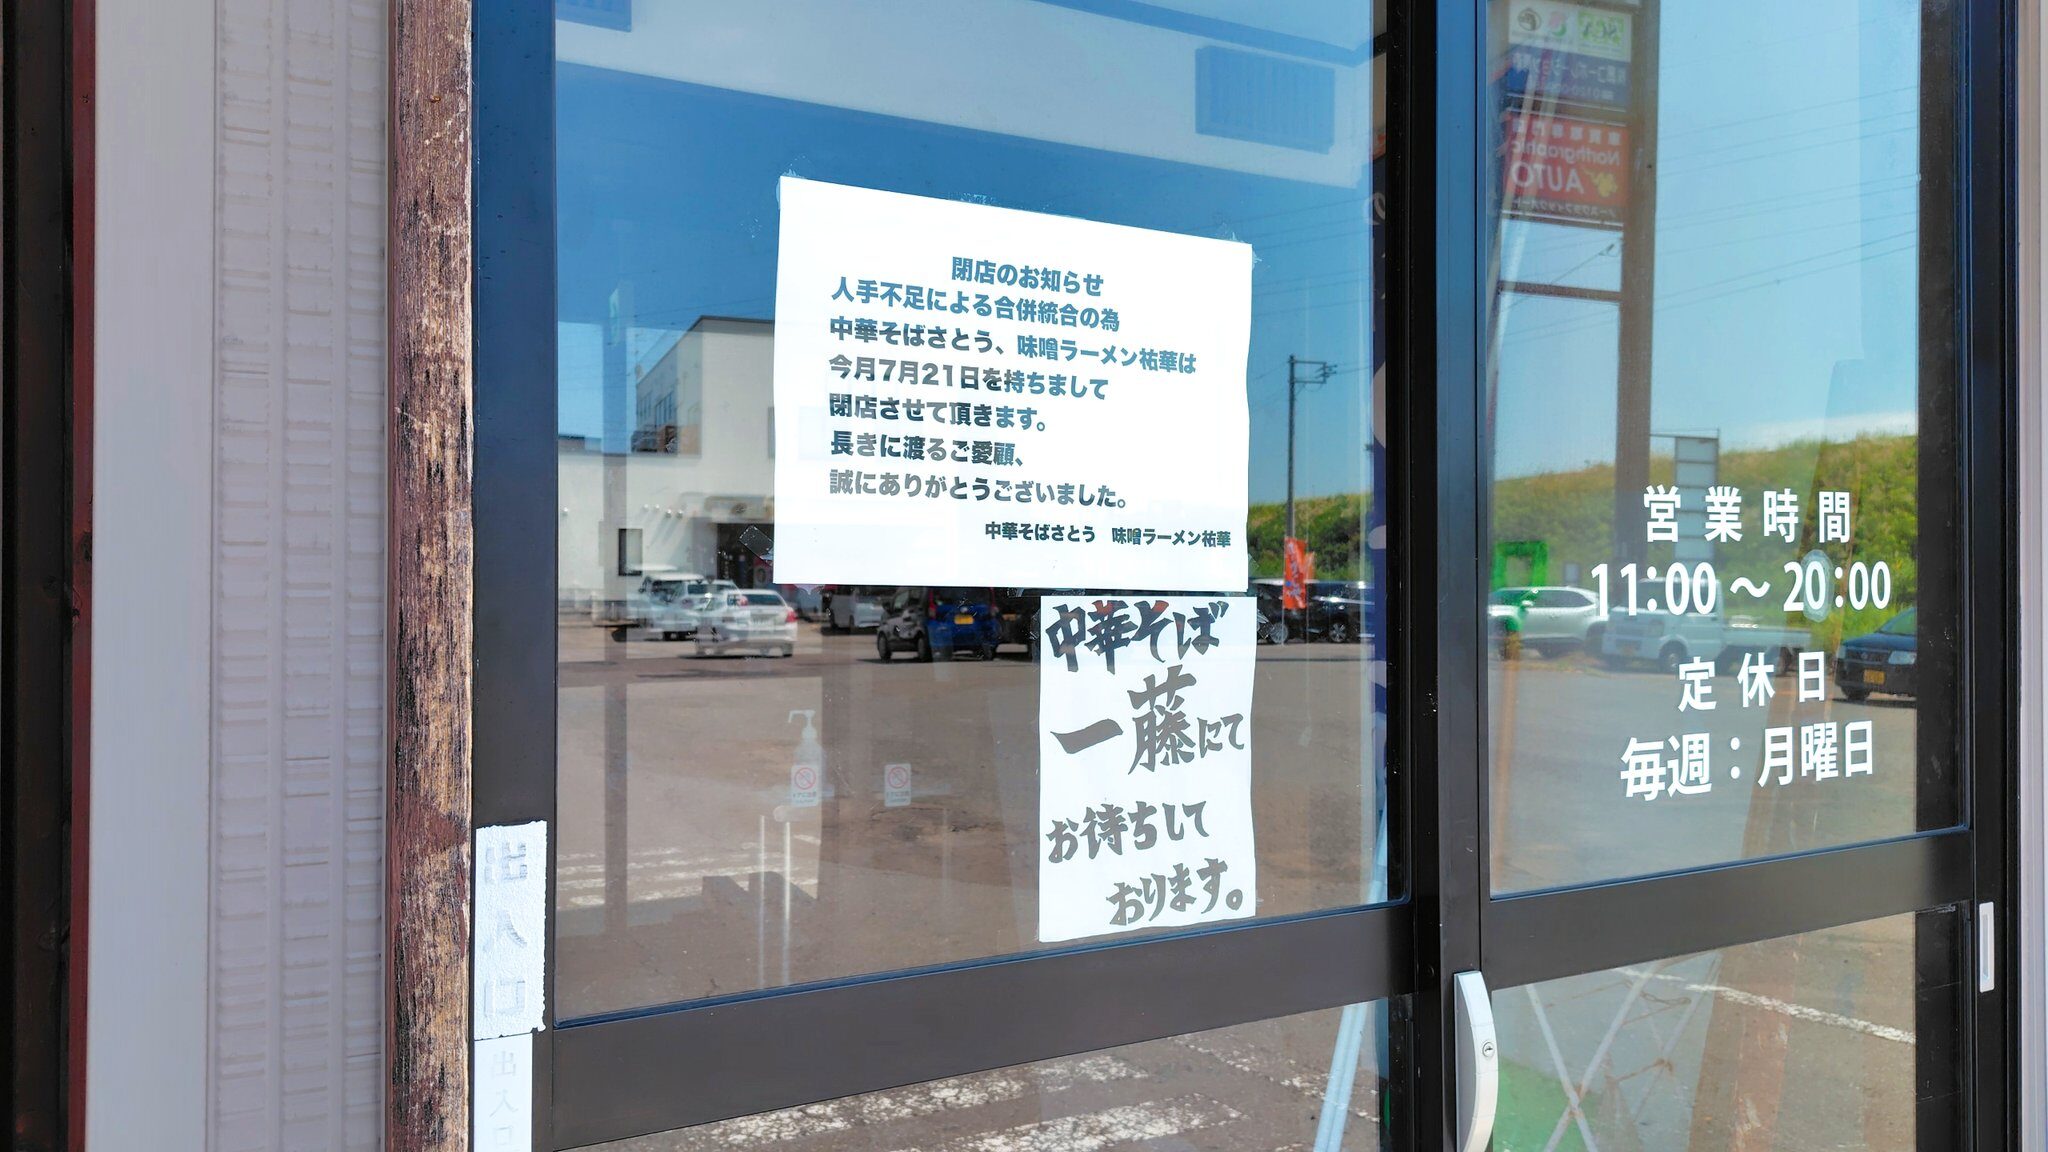 閉店のお知らせ
人手不足による合併統合の為
中華そばさとう、味噌ラーメン祐華は
今月7月21日を持ちまして
閉店させて頂きます。
長きに渡るご愛顧、
誠にありがとうございました。
中華そばさとう 味噌ラーメン祐華
中華そば
一藤にて
お待ちして
おります。
営業時間
11:00～20:00
定休日
毎週：月曜日
出入口
出入口
Northgraphic
AUTO